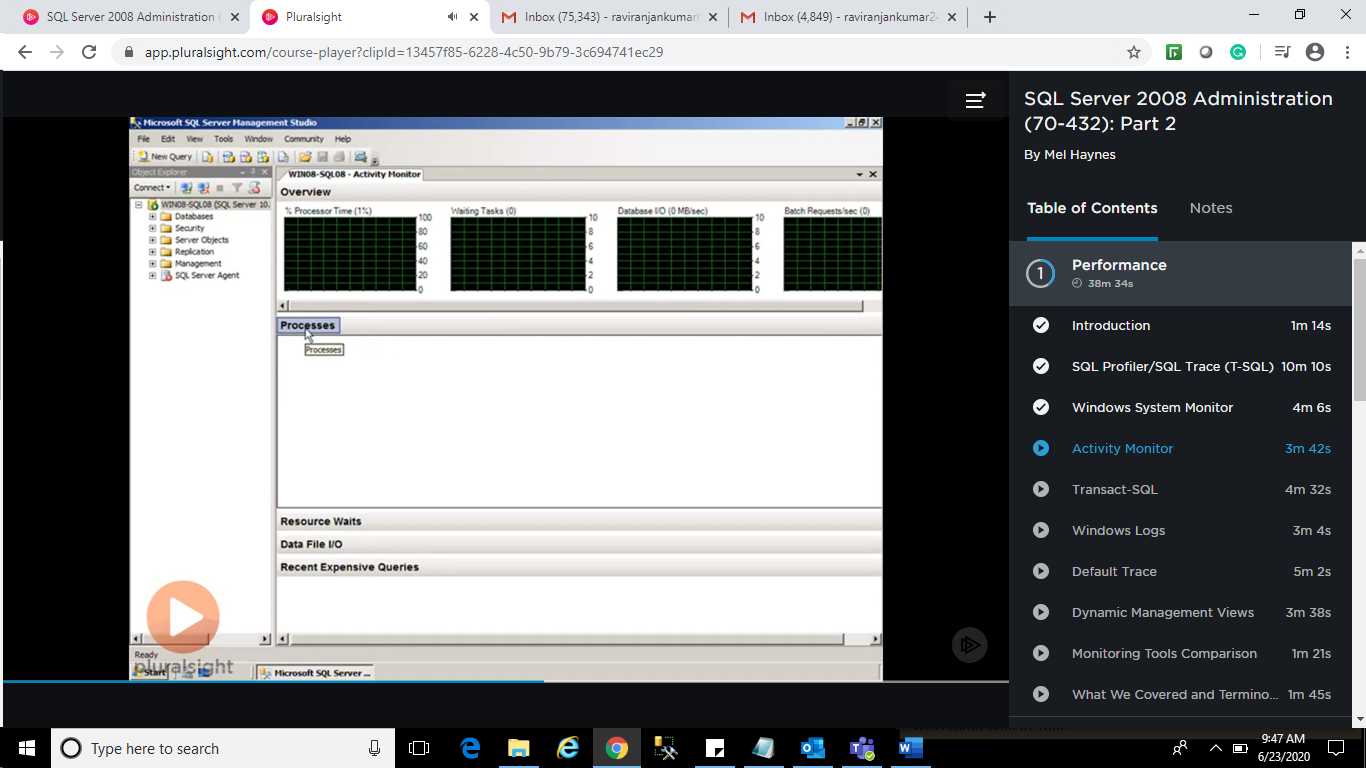 SQL Server 2008 Administration (
Pluralsight
Inbox (75,343) - raviranjankumar
Inbox (4,849) - raviranjankumar2
app.pluralsight.com/course-player?clipId=13457f85-6228-4c50-9b79-3c694741ec29
Microsoft SQL Server Management Studio
File Edit View Tools Window Community Help
New Query
Object Explorer
Connect
WIN08-SQL08 (SQL Server 10.
Databases
Security
Server Objects
Replication
Management
SQL Server Agent
WIN08-SQL08 - Activity Monitor
Overview
% Processor Time (1%)
100
80
60
40
20
0
Waiting Tasks (0)
10
8
6
4
2
0
Database I/O (0 MB/sec)
10
8
6
4
2
0
Batch Requests/sec (0)
Processes
Processes
Resource Waits
Data File I/O
Recent Expensive Queries
Ready
pluralsight
Start
Microsoft SQL Server ...
SQL Server 2008 Administration
(70-432): Part 2
By Mel Haynes
Table of Contents Notes
1 Performance
38m 34s
Introduction 1m 14s
SQL Profiler/SQL Trace (T-SQL) 10m 10s
Windows System Monitor 4m 6s
Activity Monitor 3m 42s
Transact-SQL 4m 32s
Windows Logs 3m 4s
Default Trace 5m 2s
Dynamic Management Views 3m 38s
Monitoring Tools Comparison 1m 21s
What We Covered and Termino... 1m 45s
Type here to search
9:47 AM
6/23/2020